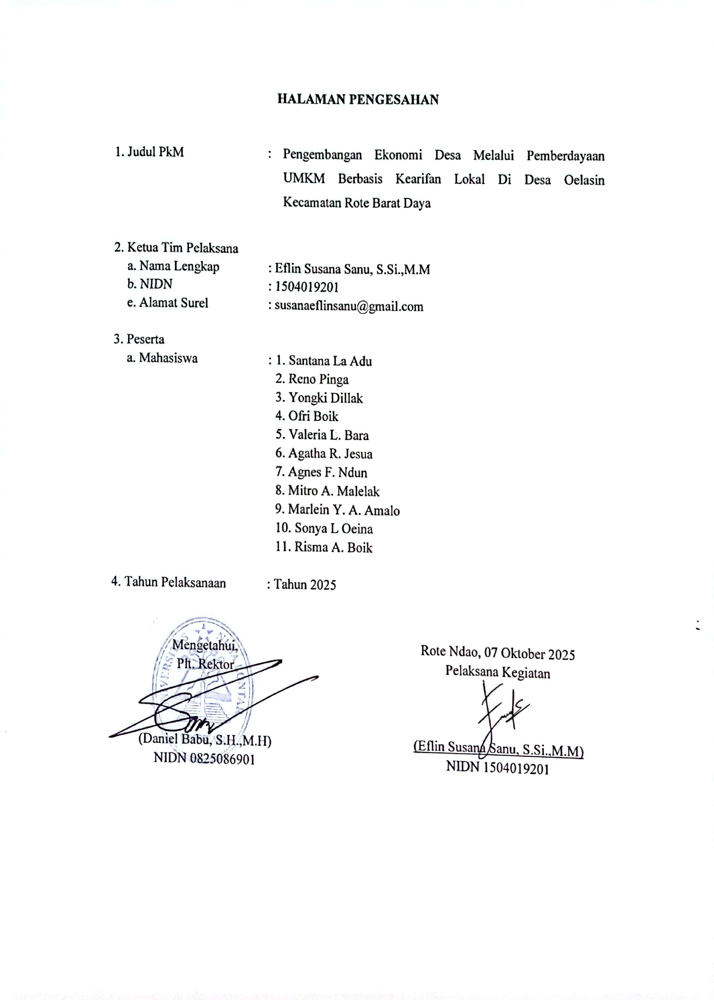 HALAMAN PENGESAHAN
1. Judul PkM : Pengembangan Ekonomi Desa Melalui Pemberdayaan
UMKM Berbasis Kearifan Lokal Di Desa Oelasin
Kecamatan Rote Barat Daya
2. Ketua Tim Pelaksana
a. Nama Lengkap : Eflin Susana Sanu, S.Si.,M.M
b. NIDN : 1504019201
e. Alamat Surel : susanaeflinsanu@gmail.com
3. Peserta
a. Mahasiswa : 1. Santana La Adu
2. Reno Pinga
3. Yongki Dillak
4. Ofri Boik
5. Valeria L. Bara
6. Agatha R. Jesua
7. Agnes F. Ndun
8. Mitro A. Malelak
9. Marlein Y. A. Amalo
10. Sonya L Oeina
11. Risma A. Boik
4. Tahun Pelaksanaan : Tahun 2025
Mengetahui,
Plt. Rektor
UNIVERSITAS NUSA LONTAR
(Daniel Babu, S.H.,M.H)
NIDN 0825086901
Rote Ndao, 07 Oktober 2025
Pelaksana Kegiatan
(Eflin Susana Sanu, S.Si.,M.M)
NIDN 1504019201